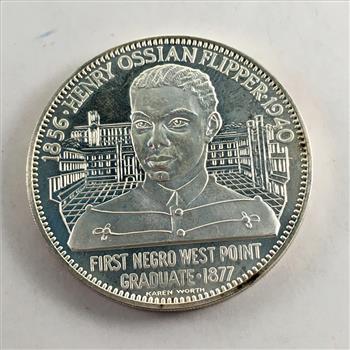 1856 · HENRY OSSIAN FLIPPER · 1940
FIRST NEGRO WEST POINT
GRADUATE · 1877
KAREN WORTH